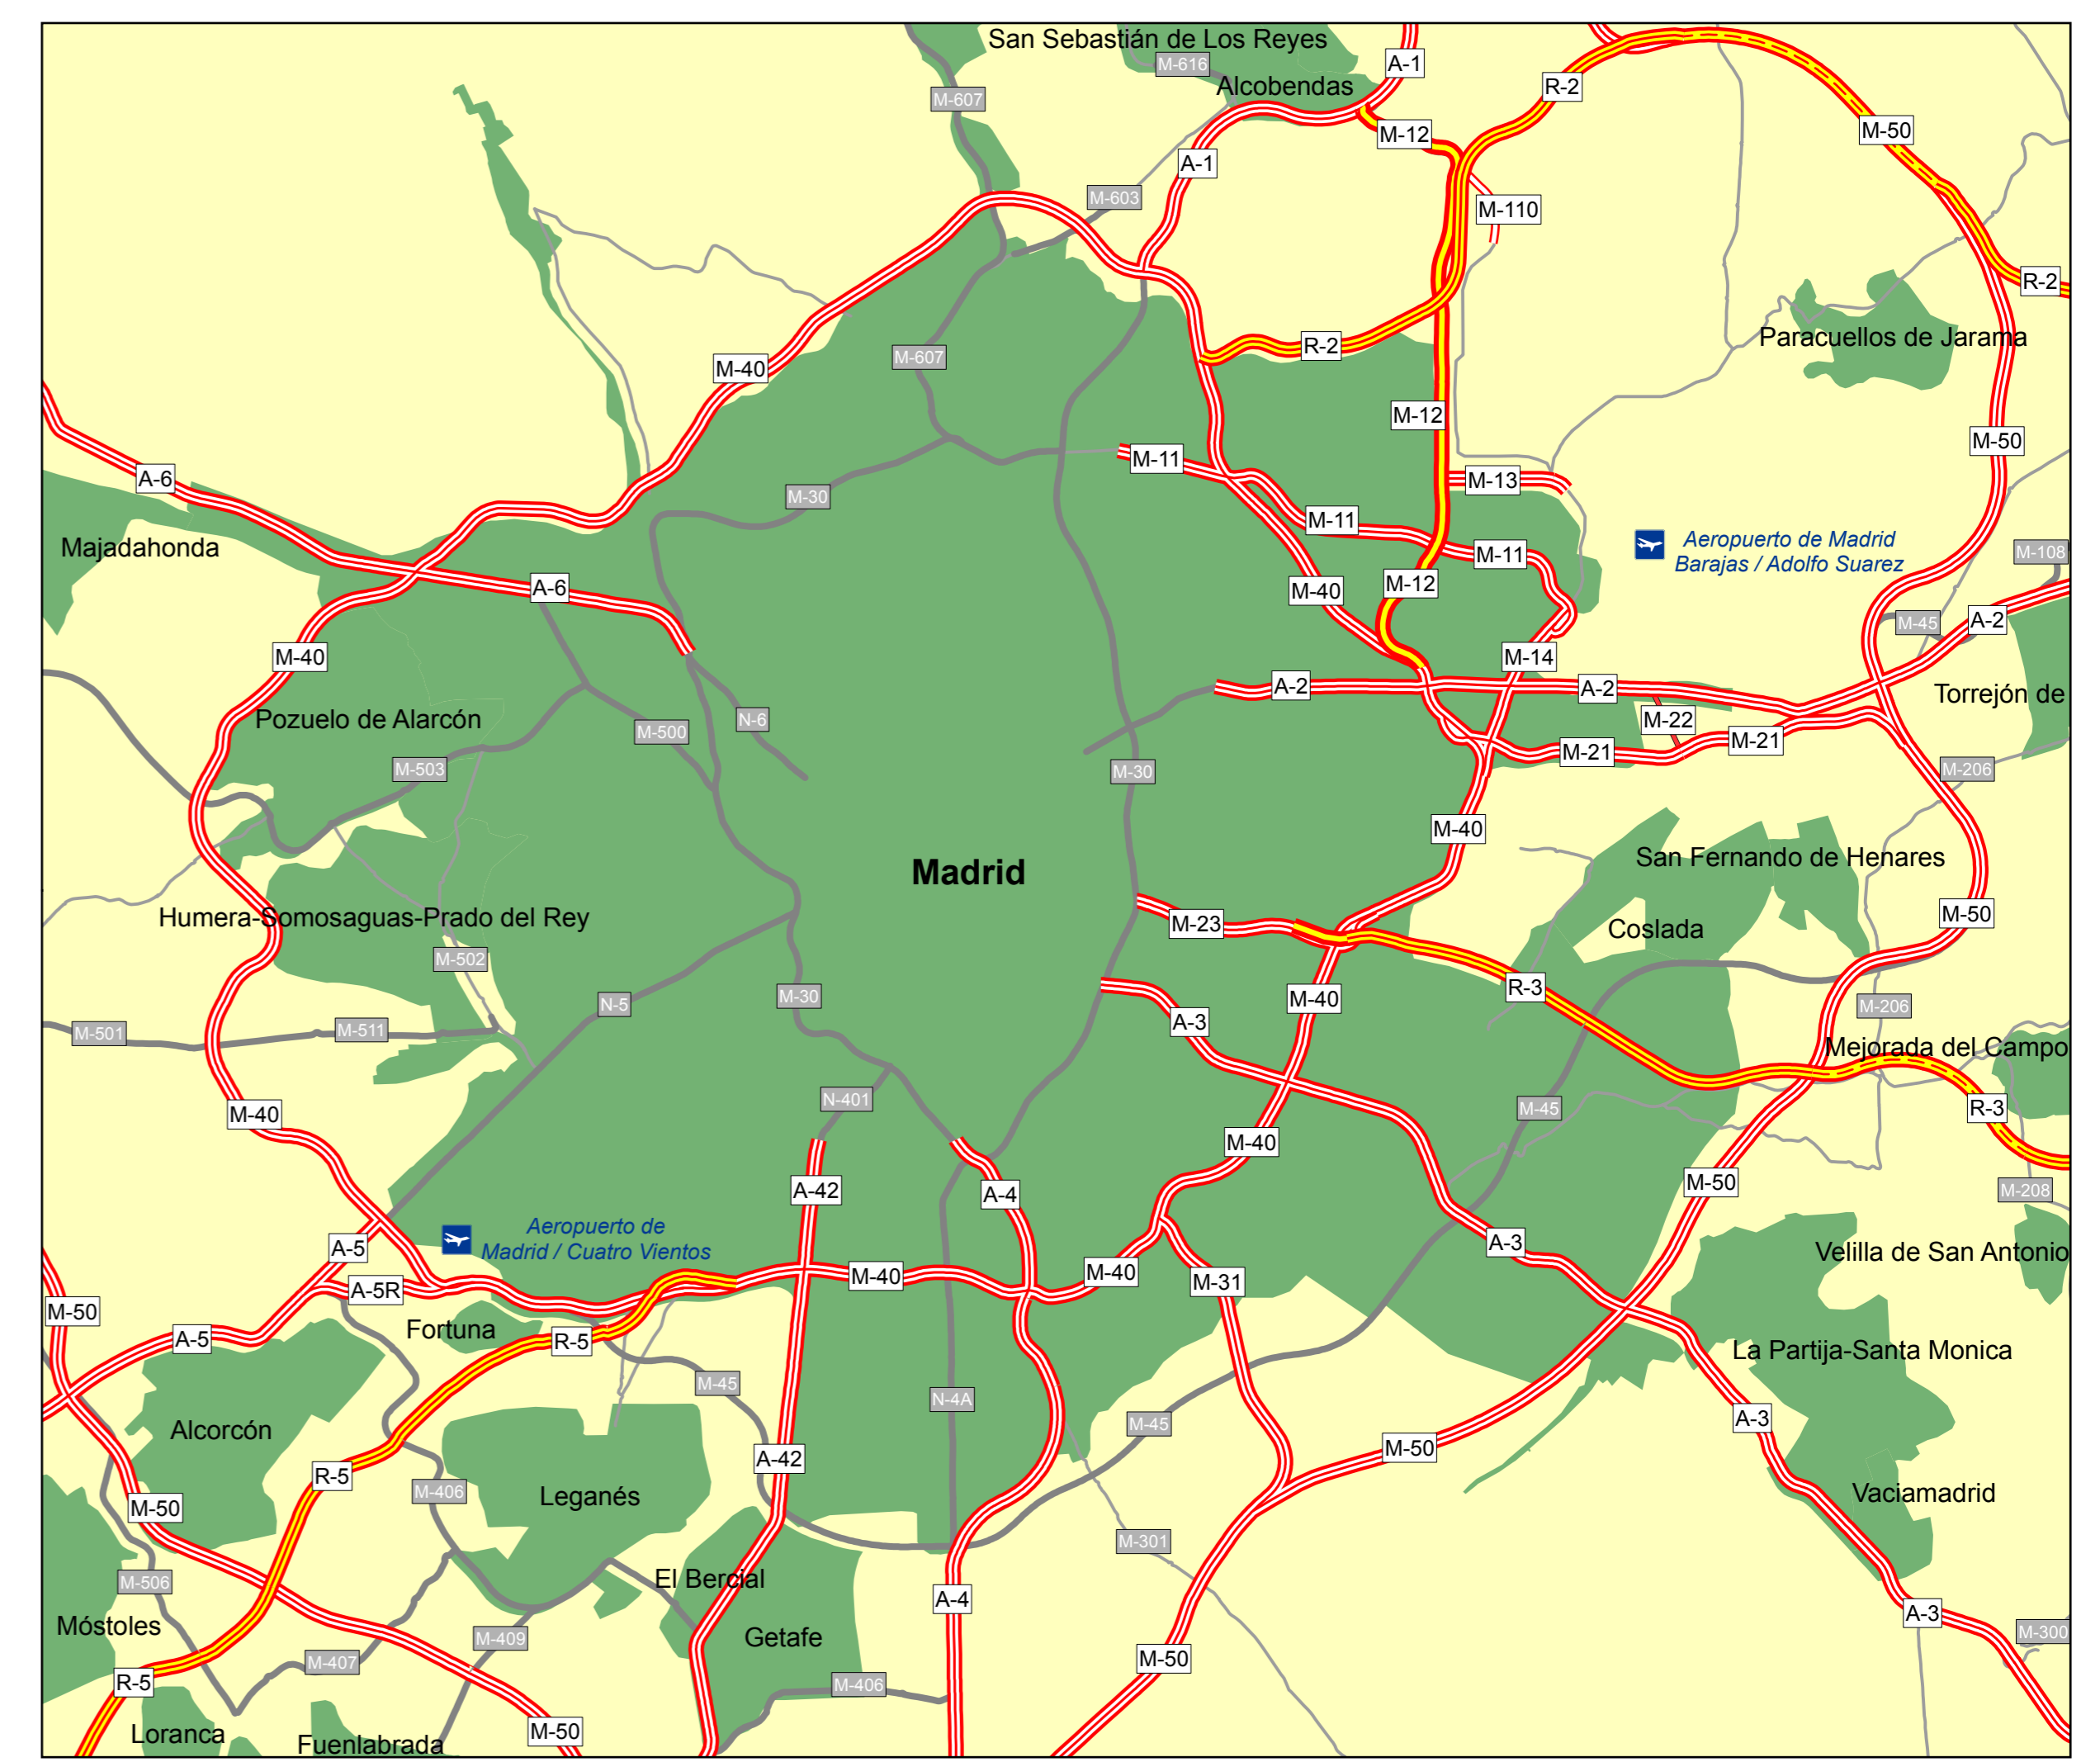 San Sebastián de Los Reyes
M-616
A-1
Alcobendas
R-2
M-607
M-12
M-50
A-1
M-603
M-110
R-2
Paracuellos de Jarama
R-2
M-607
M-40
M-12
M-50
M-11
A-6
M-13
M-30
M-11
Majadahonda
Aeropuerto de Madrid
Barajas / Adolfo Suarez
M-11
M-108
A-6
M-40
M-12
M-45
A-2
M-40
M-14
A-2
A-2
Torrejón de
Pozuelo de Alarcón
N-6
M-500
M-22
M-21
M-21
M-503
M-30
M-206
M-40
Madrid
San Fernando de Henares
Humera-Somosaguas-Prado del Rey
M-23
M-50
Coslada
M-502
R-3
N-5
M-30
M-40
M-206
M-501
M-511
A-3
Mejorada del Campo
N-401
M-45
R-3
M-40
M-40
A-42
A-4
M-50
M-208
Aeropuerto de
Madrid / Cuatro Vientos
A-5
A-3
Velilla de San Antonio
M-40
M-40
M-31
A-5R
M-50
Fortuna
A-5
R-5
La Partija-Santa Monica
M-45
N-4A
A-3
Alcorcón
M-45
M-50
A-42
R-5
M-406
Leganés
Vaciamadrid
M-50
M-301
El Bercial
M-506
A-4
A-3
Móstoles
M-409
Getafe
M-300
M-407
M-50
R-5
M-406
Loranca
M-50
Fuenlabrada